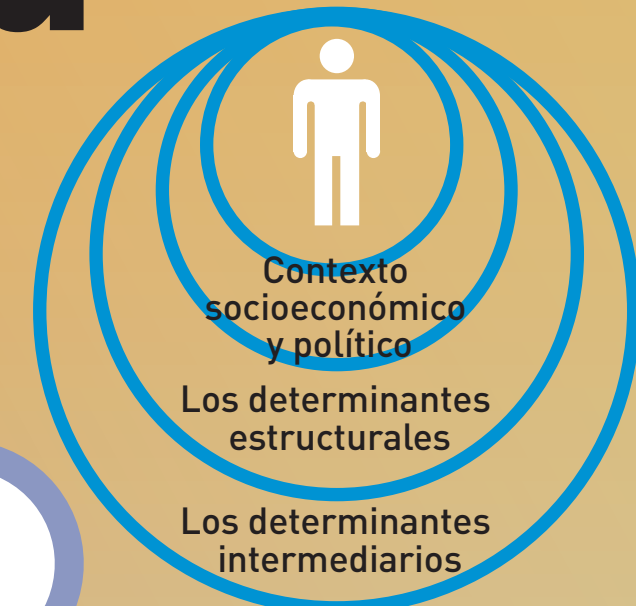 Contexto
socioeconómico
y político
Los determinantes
estructurales
Los determinantes
intermediarios